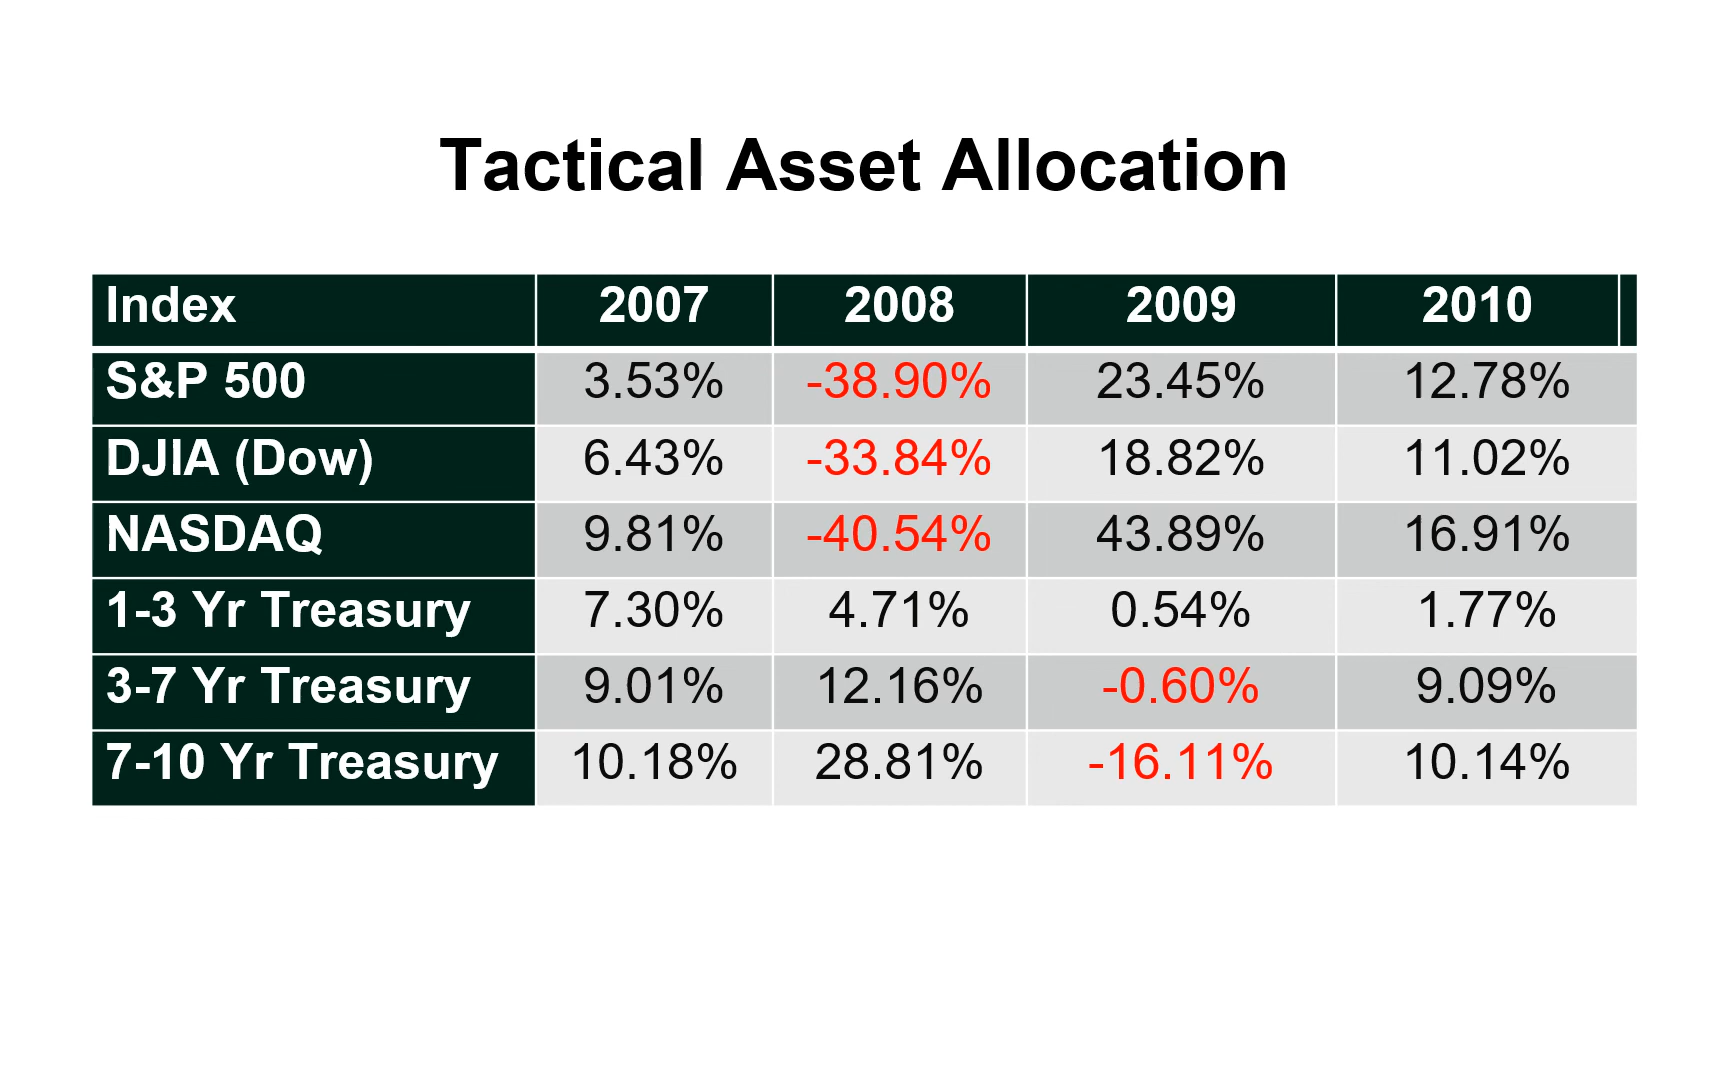 Tactical Asset Allocation
Index 2007 2008 2009 2010
S&P 500 3.53% -38.90% 23.45% 12.78%
DJIA (Dow) 6.43% -33.84% 18.82% 11.02%
NASDAQ 9.81% -40.54% 43.89% 16.91%
1-3 Yr Treasury 7.30% 4.71% 0.54% 1.77%
3-7 Yr Treasury 9.01% 12.16% -0.60% 9.09%
7-10 Yr Treasury 10.18% 28.81% -16.11% 10.14%